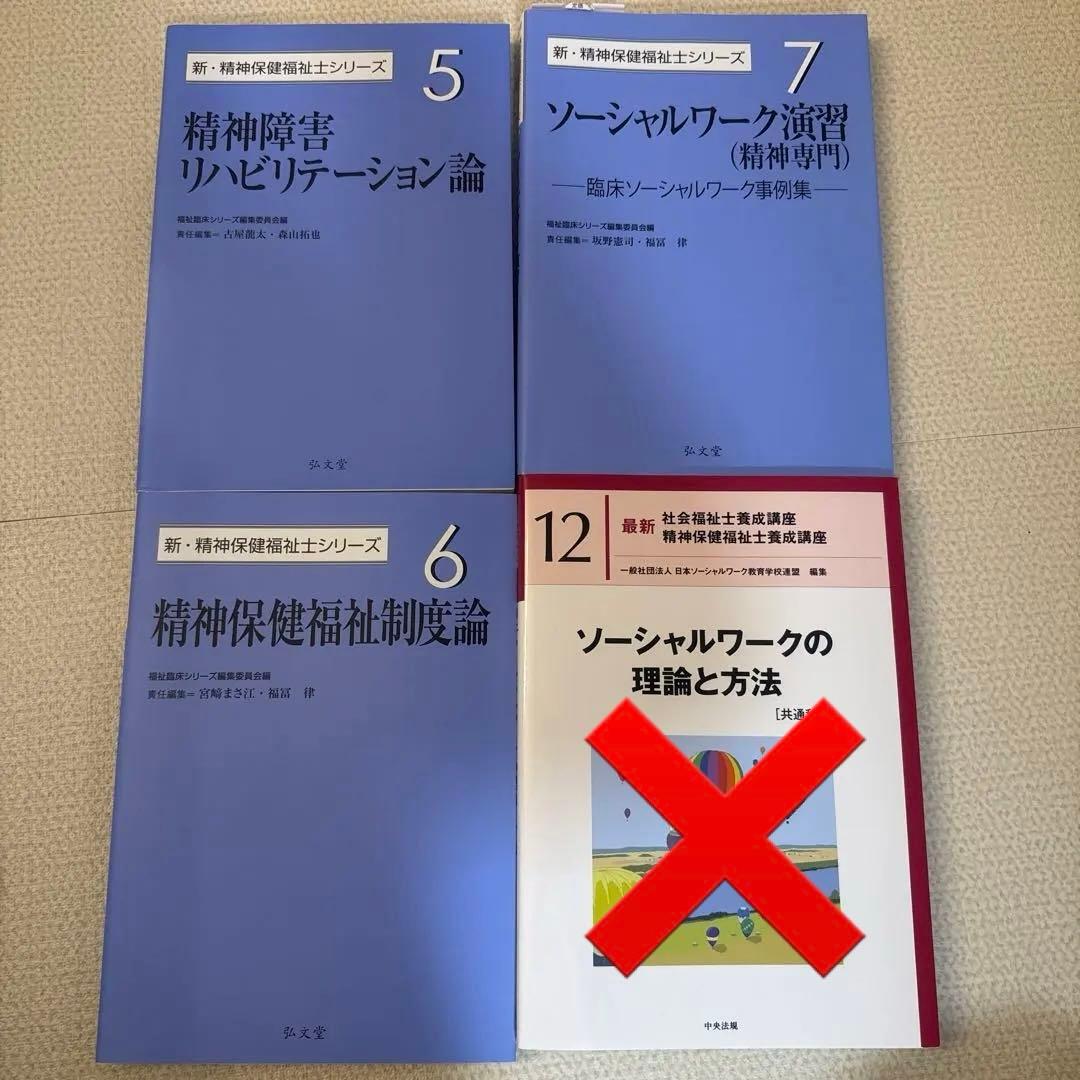 新・精神保健福祉士シリーズ
5
精神障害
リハビリテーション論
福祉臨床シリーズ編集委員会編
責任編集＝ 古屋龍太・森山拓也
弘文堂
新・精神保健福祉士シリーズ
7
ソーシャルワーク演習
(精神専門)
臨床ソーシャルワーク事例集
福祉臨床シリーズ編集委員会編
責任編集＝ 坂野憲司・福冨 律
弘文堂
新・精神保健福祉士シリーズ
6
精神保健福祉制度論
福祉臨床シリーズ編集委員会編
責任編集＝ 宮﨑まさ江・福冨 律
弘文堂
12
最新
社会福祉士養成講座
精神保健福祉士養成講座
一般社団法人 日本ソーシャルワーク教育学校連盟 編集
ソーシャルワークの
理論と方法
[共通
中央法規